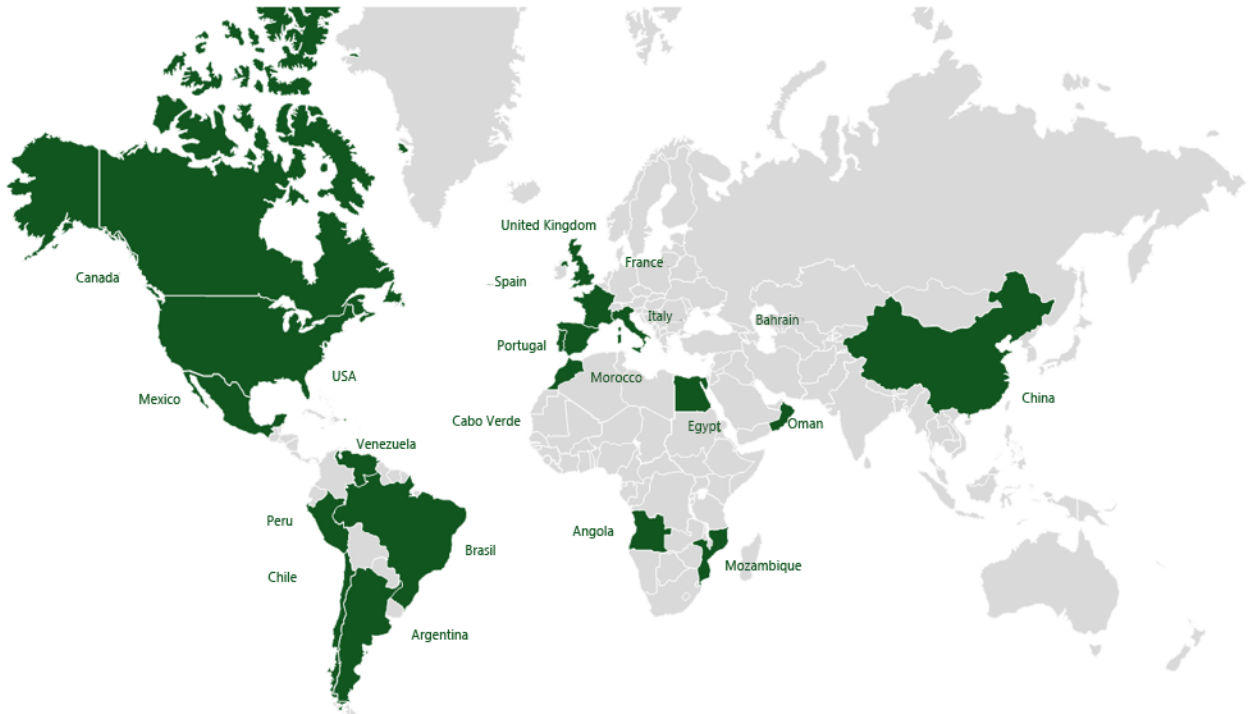 United Kingdom
France
Canada
Spain
Italy
Bahrain
Portugal
USA
Morocco
Mexico
China
Cabo Verde
Egypt
Oman
Venezuela
Peru
Angola
Brasil
Mozambique
Chile
Argentina